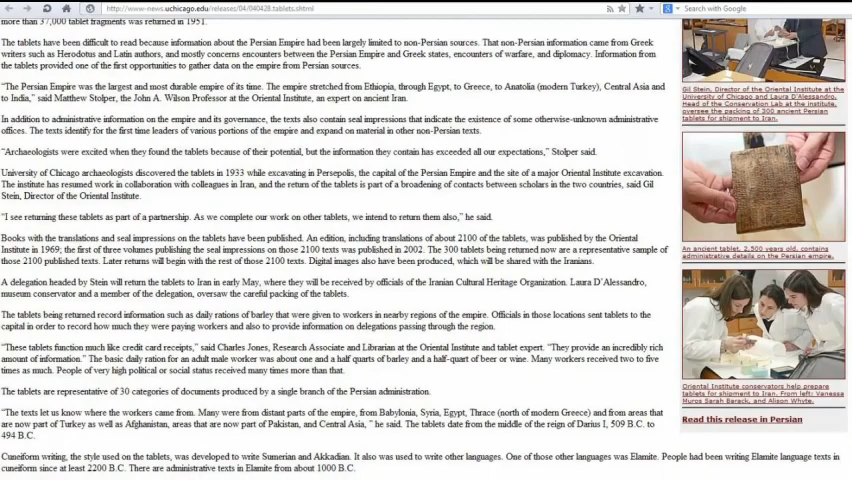 http://www-news.uchicago.edu/releases/04/040428.tablets.shtml
Search with Google
more than 37,000 tablet fragments was returned in 1951.
The tablets have been difficult to read because information about the Persian Empire had been largely limited to non-Persian sources. That non-Persian information came from Greek
writers such as Herodotus and Latin authors, and mostly concerns encounters between the Persian Empire and Greek states, encounters of warfare, and diplomacy. Information from
the tablets provided one of the first opportunities to gather data on the empire from Persian sources.
“The Persian Empire was the largest and most durable empire of its time. The empire stretched from Ethiopia, through Egypt, to Greece, to Anatolia (modern Turkey), Central Asia and
to India,” said Matthew Stolper, the John A. Wilson Professor at the Oriental Institute, an expert on ancient Iran.
In addition to administrative information on the empire and its governance, the texts also contain seal impressions that indicate the existence of some otherwise-unknown administrative
offices. The texts identify for the first time leaders of various portions of the empire and expand on material in other non-Persian texts.
“Archaeologists were excited when they found the tablets because of their potential, but the information they contain has exceeded all our expectations,” Stolper said.
University of Chicago archaeologists discovered the tablets in 1933 while excavating in Persepolis, the capital of the Persian Empire and the site of a major Oriental Institute excavation.
The institute has resumed work in collaboration with colleagues in Iran, and the return of the tablets is part of a broadening of contacts between scholars in the two countries, said Gil
Stein, Director of the Oriental Institute.
“I see returning these tablets as part of a partnership. As we complete our work on other tablets, we intend to return them also,” he said.
Books with the translations and seal impressions on the tablets have been published. An edition, including translations of about 2100 of the tablets, was published by the Oriental
Institute in 1969; the first of three volumes publishing the seal impressions on those 2100 texts was published in 2002. The 300 tablets being returned now are a representative sample of
those 2100 published texts. Later returns will begin with the rest of those 2100 texts. Digital images also have been produced, which will be shared with the Iranians.
A delegation headed by Stein will return the tablets to Iran in early May, where they will be received by officials of the Iranian Cultural Heritage Organization. Laura D’Alessandro,
museum conservator and a member of the delegation, oversaw the careful packing of the tablets.
The tablets being returned record information such as daily rations of barley that were given to workers in nearby regions of the empire. Officials in those locations sent tablets to the
capital in order to record how much they were paying workers and also to provide information on delegations passing through the region.
“These tablets function much like credit card receipts,” said Charles Jones, Research Associate and Librarian at the Oriental Institute and tablet expert. “They provide an incredibly rich
amount of information.” The basic daily ration for an adult male worker was about one and a half quarts of barley and a half-quart of beer or wine. Many workers received two to five
times as much. People of very high political or social status received many times more than that.
The tablets are representative of 30 categories of documents produced by a single branch of the Persian administration.
“The texts let us know where the workers came from. Many were from distant parts of the empire, from Babylonia, Syria, Egypt, Thrace (north of modern Greece) and from areas that
are now part of Turkey as well as Afghanistan, areas that are now part of Pakistan, and Central Asia, ” he said. The tablets date from the middle of the reign of Darius I, 509 B.C. to
494 B.C.
Cuneiform writing, the style used on the tablets, was developed to write Sumerian and Akkadian. It also was used to write other languages. One of those other languages was Elamite. People had been writing Elamite language texts in
cuneiform since at least 2200 B.C. There are administrative texts in Elamite from about 1000 B.C.
Gil Stein, Director of the Oriental Institute at the
University of Chicago and Laura D'Alessandro,
Head of the Conservation Lab at the Institute,
oversee the packing of 300 ancient Persian
tablets for shipment to Iran.
An ancient tablet, 2,500 years old, contains
administrative details on the Persian empire.
Oriental Institute conservators help prepare
tablets for shipment to Iran. From left: Vanessa
Muros Sarah Barack, and Alison Whyte.
Read this release in Persian